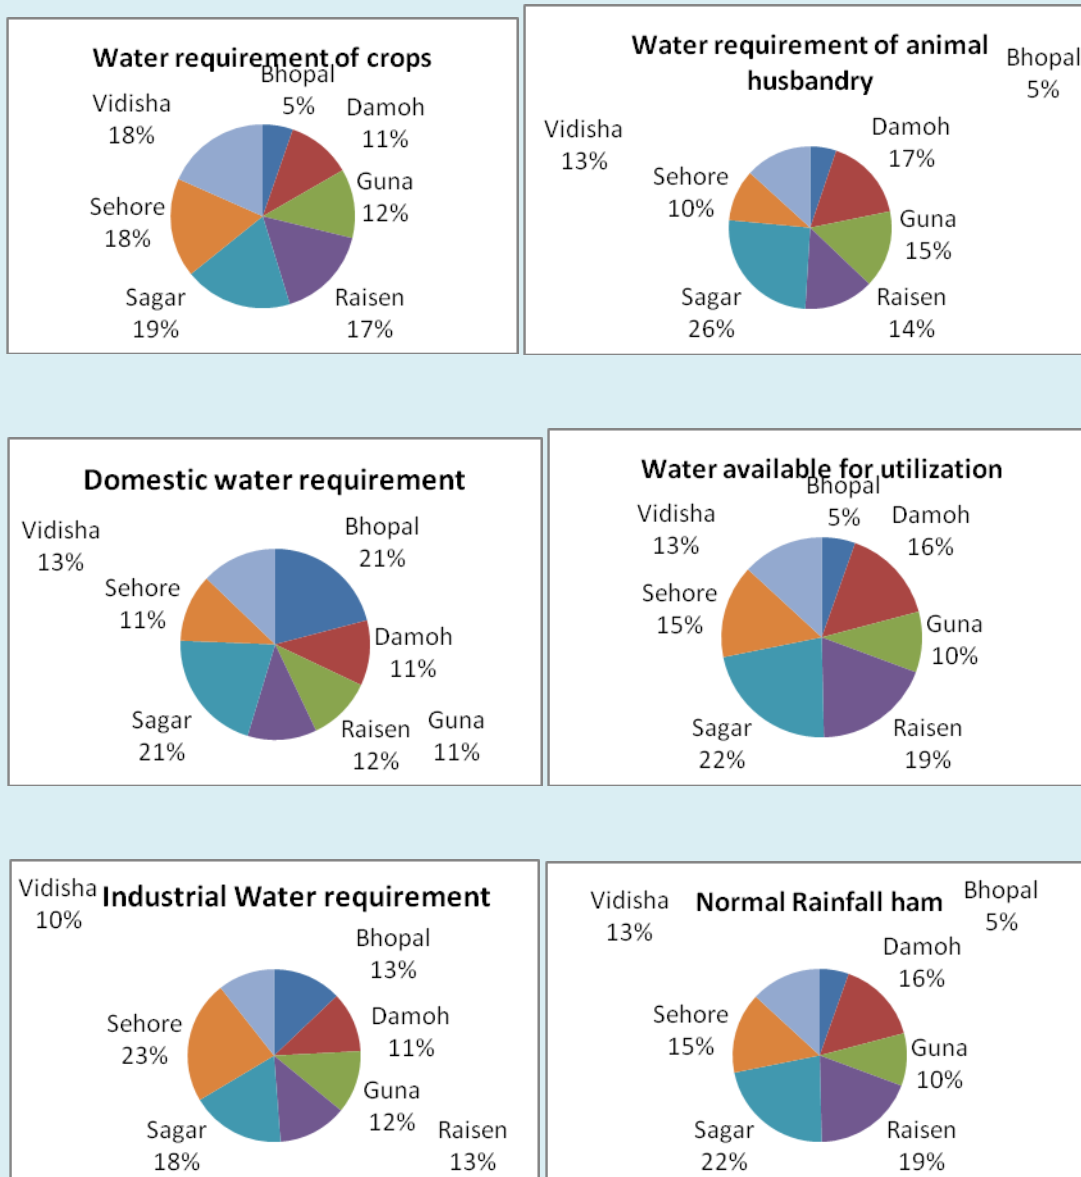 Water requirement of crops
Bhopal
5%
Damoh
11%
Guna
12%
Raisen
17%
Sagar
19%
Sehore
18%
Vidisha
18%
Water requirement of animal
husbandry
Bhopal
5%
Damoh
17%
Guna
15%
Raisen
14%
Sagar
26%
Sehore
10%
Vidisha
13%
Domestic water requirement
Bhopal
21%
Damoh
11%
Guna
11%
Raisen
12%
Sagar
21%
Sehore
11%
Vidisha
13%
Water available for utilization
Bhopal
5%
Damoh
16%
Guna
10%
Raisen
19%
Sagar
22%
Sehore
15%
Vidisha
13%
Industrial Water requirement
Bhopal
13%
Damoh
11%
Guna
12%
Raisen
13%
Sagar
18%
Sehore
23%
Vidisha
10%
Normal Rainfall ham
Bhopal
5%
Damoh
16%
Guna
10%
Raisen
19%
Sagar
22%
Sehore
15%
Vidisha
13%